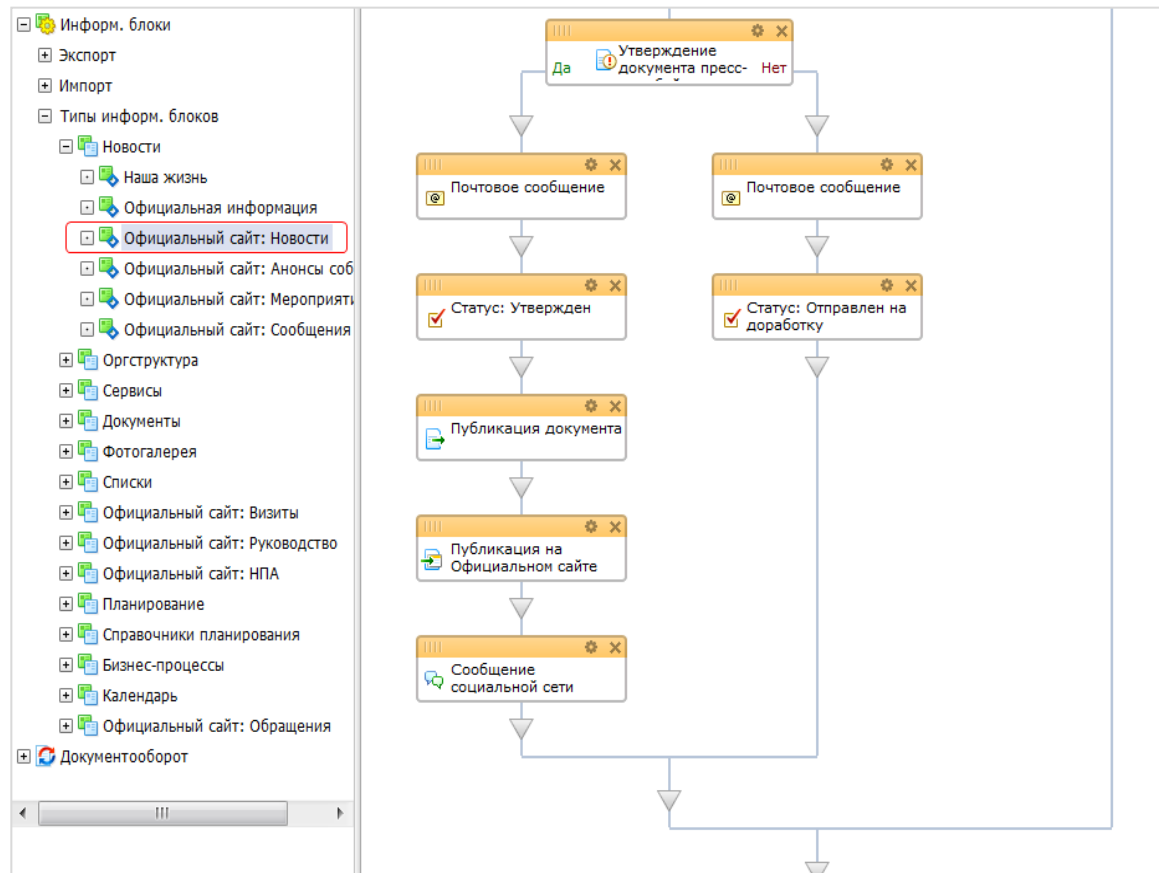 Информ. блоки
Экспорт
Импорт
Типы информ. блоков
Новости
Наша жизнь
Официальная информация
Официальный сайт: Новости
Официальный сайт: Анонсы соб
Официальный сайт: Мероприяти
Официальный сайт: Сообщения
Оргструктура
Сервисы
Документы
Фотогалерея
Списки
Официальный сайт: Визиты
Официальный сайт: Руководство
Официальный сайт: НПА
Планирование
Справочники планирования
Бизнес-процессы
Календарь
Официальный сайт: Обращения
Документооборот
Утверждение
Да документа пресс- Нет
Почтовое сообщение
Почтовое сообщение
Статус: Утвержден
Статус: Отправлен на
доработку
Публикация документа
Публикация на
Официальном сайте
Сообщение
социальной сети